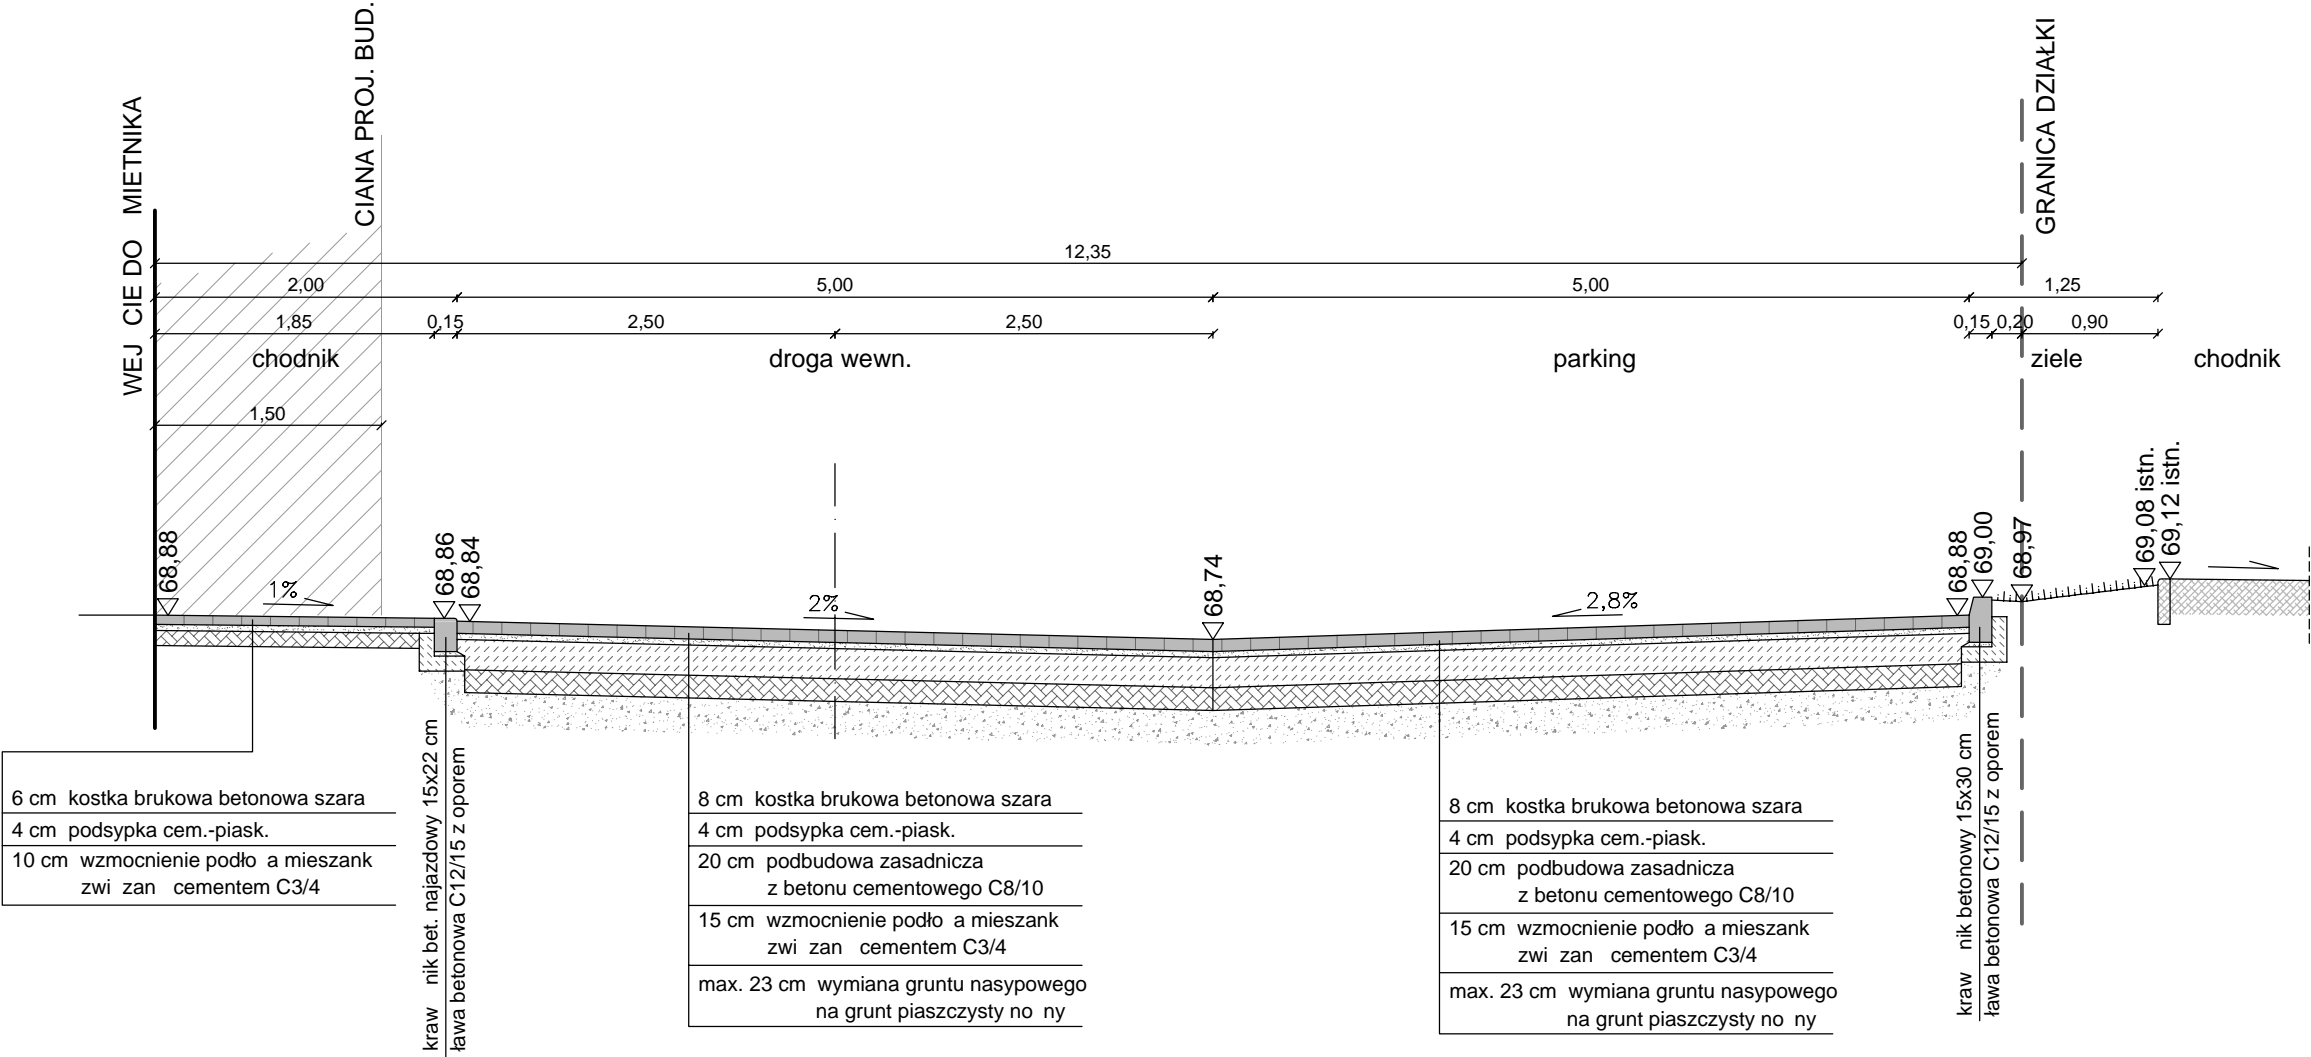 WEJ CIE DO MIETNIKA
CIANA PROJ. BUD.
GRANICA DZIAŁKI
12,35
2,00
5,00
5,00
1,25
1,85
0,15
2,50
2,50
0,15
0,20
0,90
chodnik
droga wewn.
parking
ziele
chodnik
1,50
68,88
68,86
68,84
68,74
68,88
69,00
68,97
69,08 istn.
69,12 istn.
1%
2%
2,8%
6 cm kostka brukowa betonowa szara
4 cm podsypka cem.-piask.
10 cm wzmocnienie podło a mieszank
zwi zan cementem C3/4
kraw nik bet. najazdowy 15x22 cm
ława betonowa C12/15 z oporem
8 cm kostka brukowa betonowa szara
4 cm podsypka cem.-piask.
20 cm podbudowa zasadnicza
z betonu cementowego C8/10
15 cm wzmocnienie podło a mieszank
zwi zan cementem C3/4
max. 23 cm wymiana gruntu nasypowego
na grunt piaszczysty no ny
8 cm kostka brukowa betonowa szara
4 cm podsypka cem.-piask.
20 cm podbudowa zasadnicza
z betonu cementowego C8/10
15 cm wzmocnienie podło a mieszank
zwi zan cementem C3/4
max. 23 cm wymiana gruntu nasypowego
na grunt piaszczysty no ny
kraw nik betonowy 15x30 cm
ława betonowa C12/15 z oporem